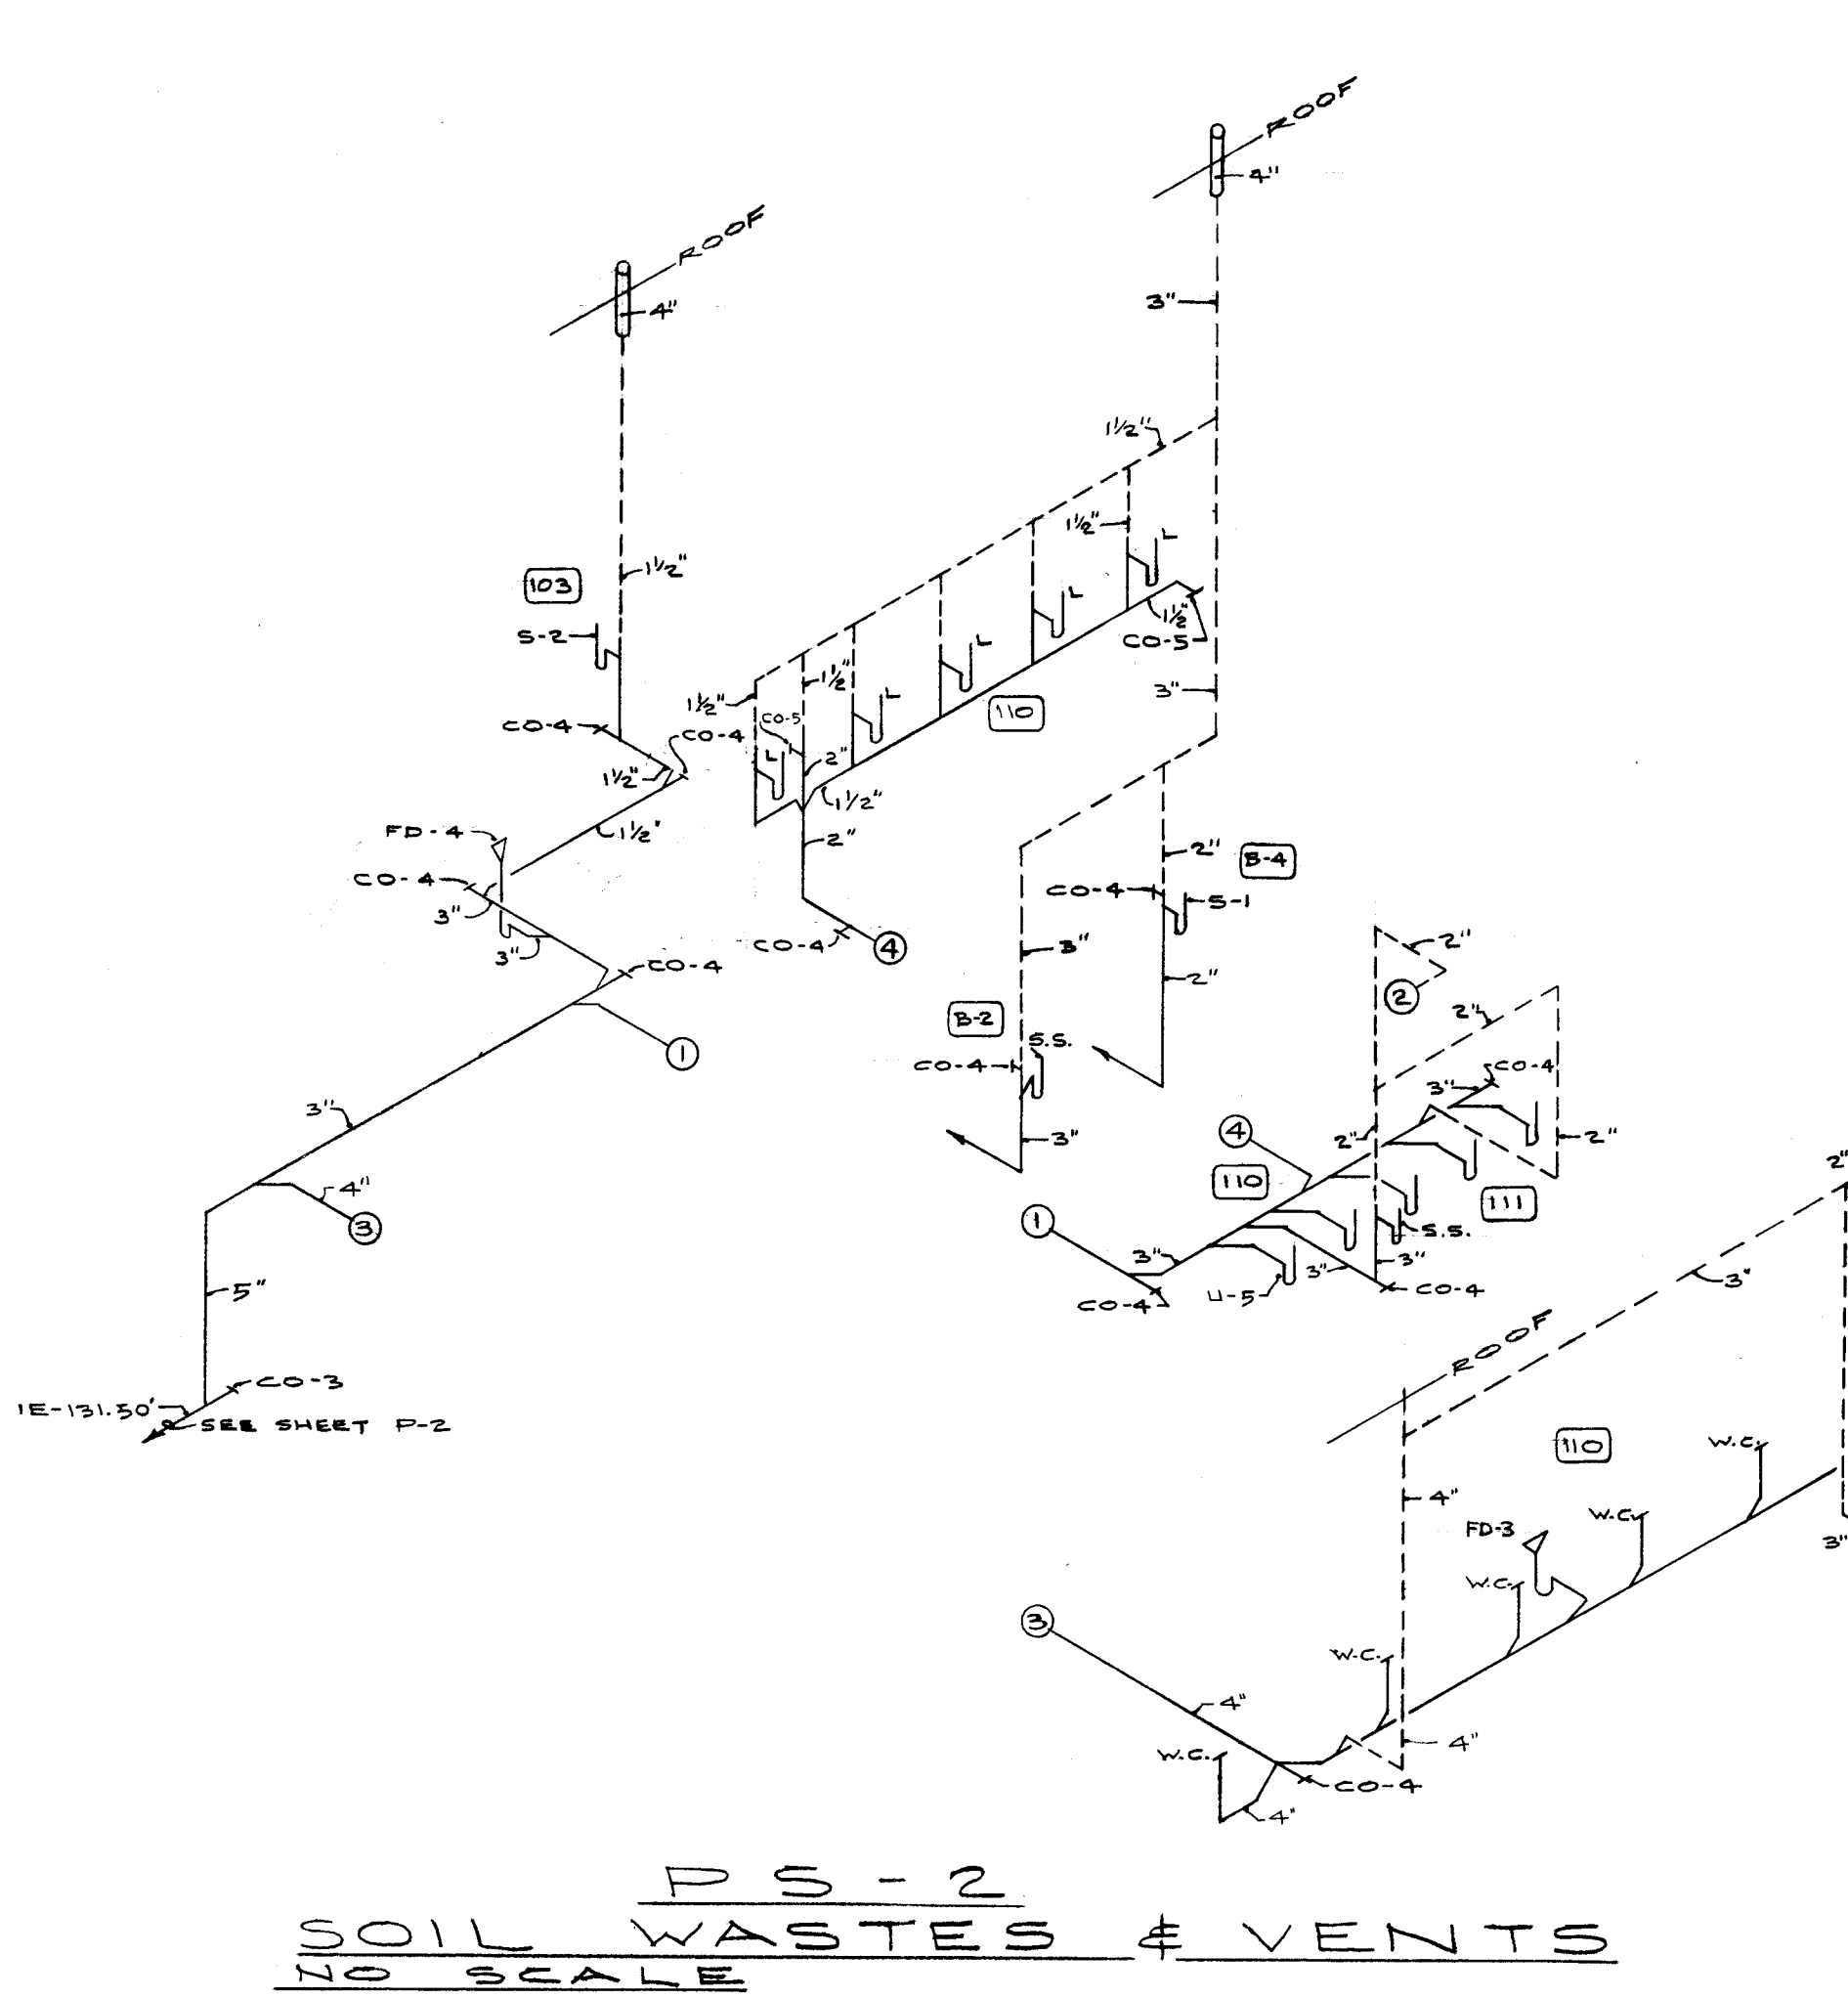 ROOF
4"
ROOF
4"
3"
1½"
1½"
L
103
1½"
S-2
L
1½"
CO-5
L
1½"
1½"
3"
L
110
CO-5
CO-4
CO-4
L
2"
1½"
1½"
FD-4
1½"
2"
2"
B-4
CO-4
CO-4
S-1
3"
CO-4
4
3"
2"
3"
CO-4
2"
2
B-2
2"
S.S.
1
CO-4
CO-4
3"
3"
3"
4
2"
2"
2"
4"
110
111
3
1
S.S.
3"
3"
5"
3"
3"
U-5
CO-4
CO-4
ROOF
CO-3
IE-131.50'
SEE SHEET P-2
110
W.C.
4"
W.C.
FD-3
3"
W.C.
3
W.C.
4"
4"
W.C.
CO-4
4"
PS-2
SOIL WASTES & VENTS
NO SCALE